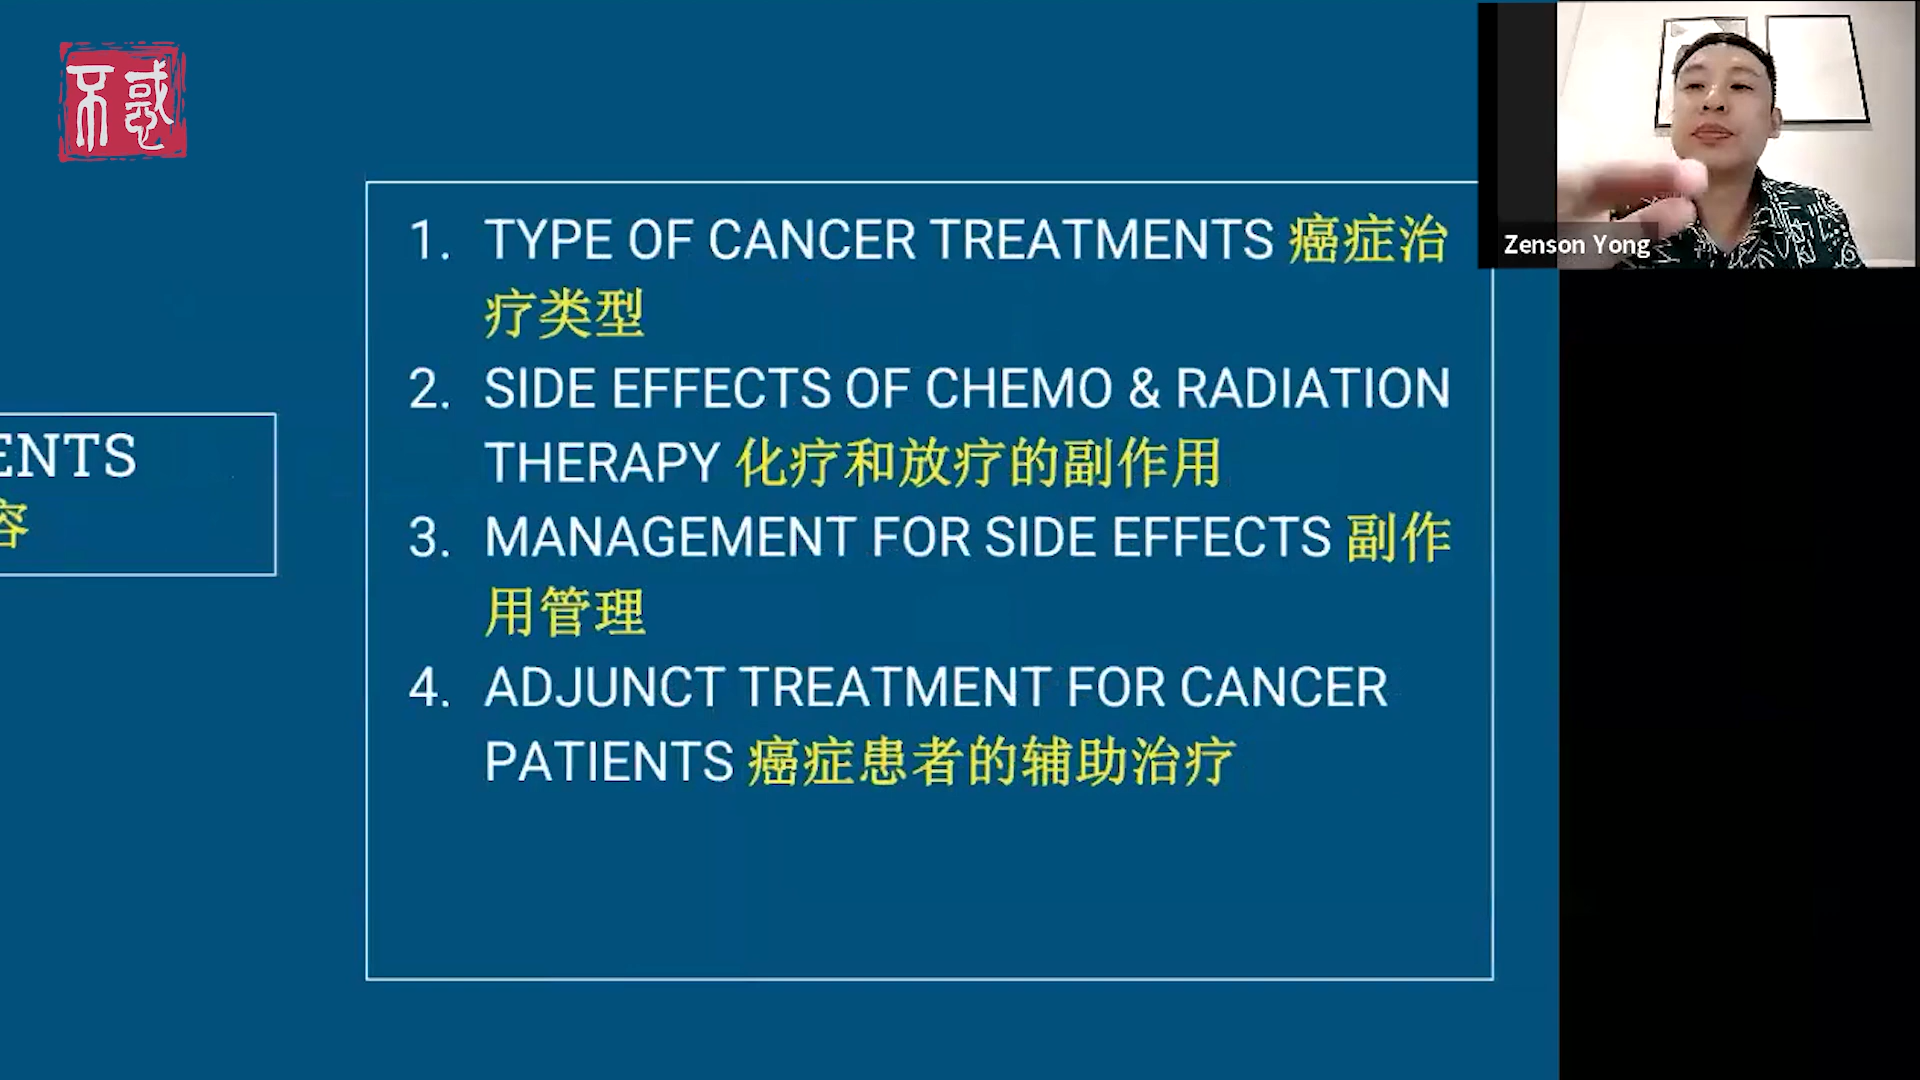 不惑
ENTS
容
1. TYPE OF CANCER TREATMENTS 癌症治
疗类型
2. SIDE EFFECTS OF CHEMO & RADIATION
THERAPY 化疗和放疗的副作用
3. MANAGEMENT FOR SIDE EFFECTS 副作
用管理
4. ADJUNCT TREATMENT FOR CANCER
PATIENTS 癌症患者的辅助治疗
Zenson Yong